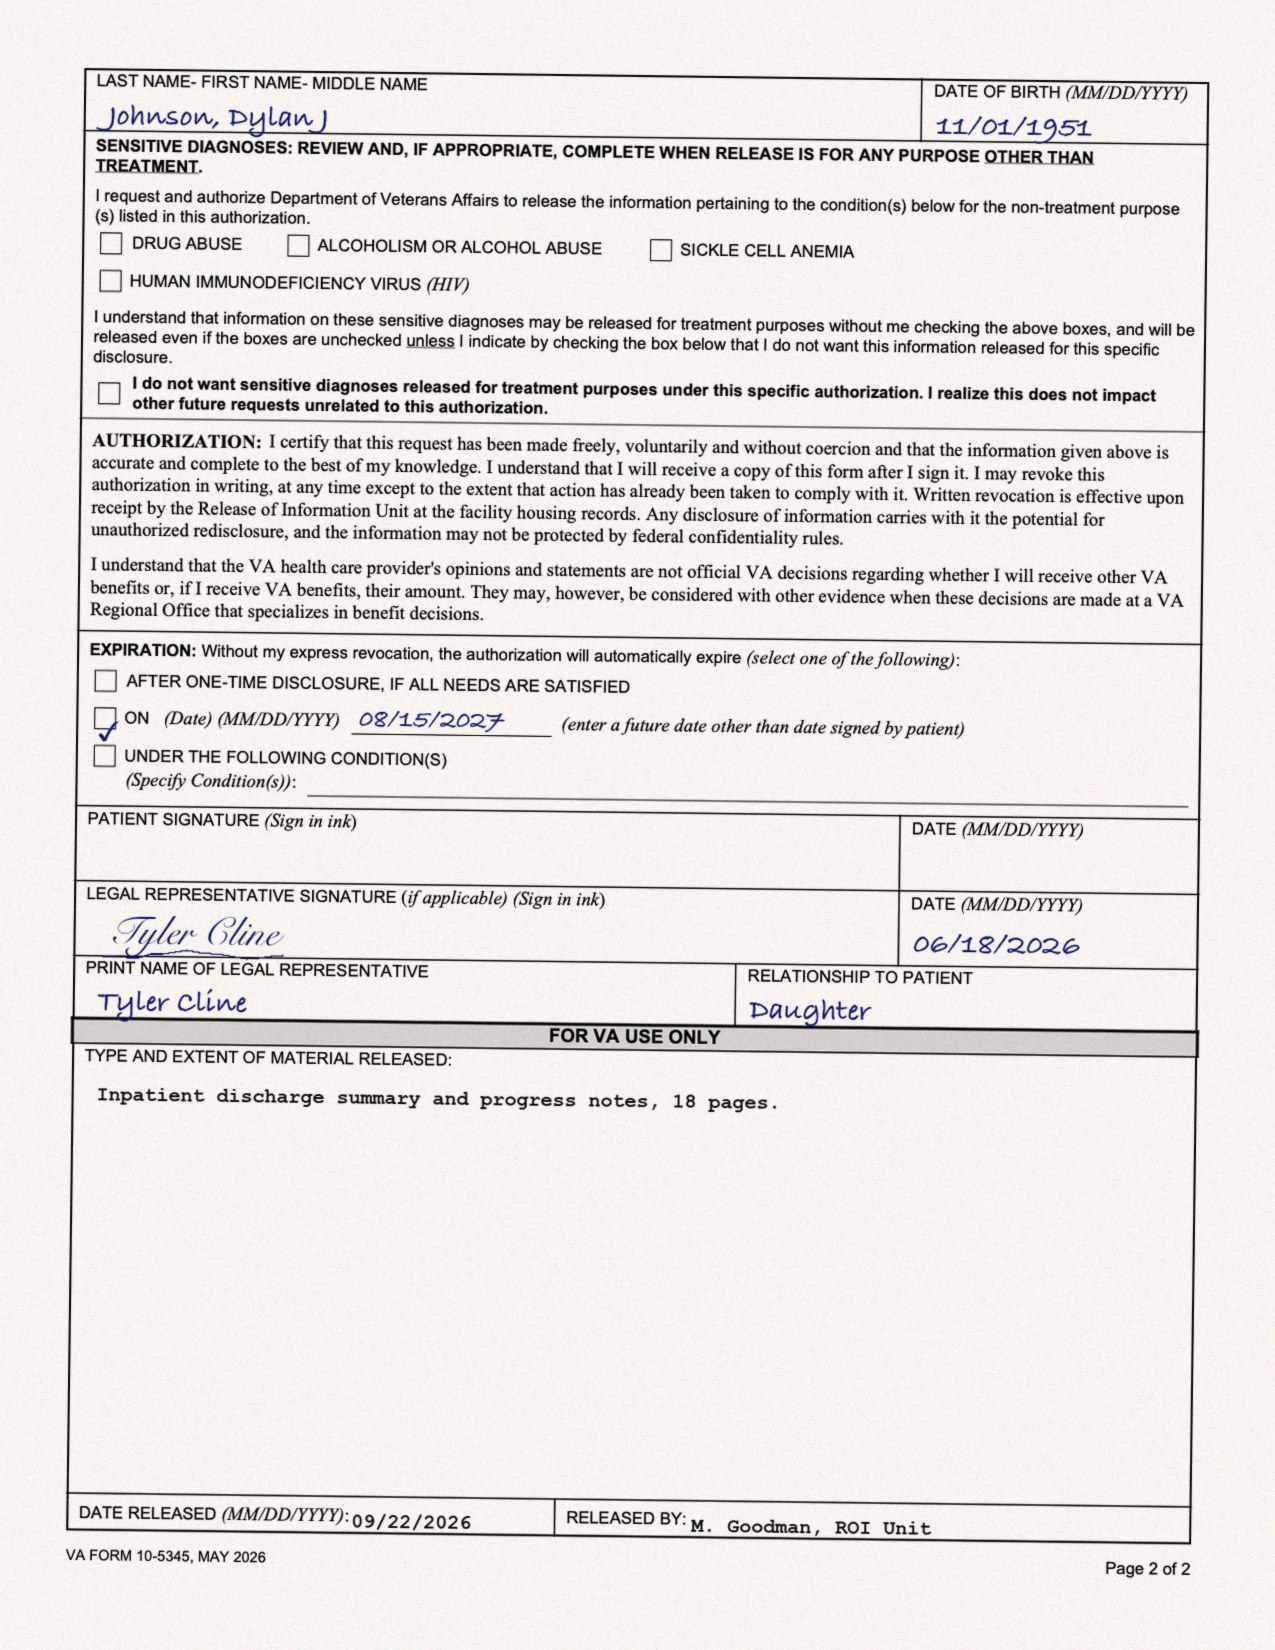 LAST NAME- FIRST NAME- MIDDLE NAME
Johnson, Dylan J
DATE OF BIRTH (MM/DD/YYYY)
11/01/1951
SENSITIVE DIAGNOSES: REVIEW AND, IF APPROPRIATE, COMPLETE WHEN RELEASE IS FOR ANY PURPOSE OTHER THAN
TREATMENT.
I request and authorize Department of Veterans Affairs to release the information pertaining to the condition(s) below for the non-treatment purpose
(s) listed in this authorization.
DRUG ABUSE ALCOHOLISM OR ALCOHOL ABUSE SICKLE CELL ANEMIA
HUMAN IMMUNODEFICIENCY VIRUS (HIV)
I understand that information on these sensitive diagnoses may be released for treatment purposes without me checking the above boxes, and will be
released even if the boxes are unchecked unless I indicate by checking the box below that I do not want this information released for this specific
disclosure.
I do not want sensitive diagnoses released for treatment purposes under this specific authorization. I realize this does not impact
other future requests unrelated to this authorization.
AUTHORIZATION: I certify that this request has been made freely, voluntarily and without coercion and that the information given above is
accurate and complete to the best of my knowledge. I understand that I will receive a copy of this form after I sign it. I may revoke this
authorization in writing, at any time except to the extent that action has already been taken to comply with it. Written revocation is effective upon
receipt by the Release of Information Unit at the facility housing records. Any disclosure of information carries with it the potential for
unauthorized redisclosure, and the information may not be protected by federal confidentiality rules.
I understand that the VA health care provider's opinions and statements are not official VA decisions regarding whether I will receive other VA
benefits or, if I receive VA benefits, their amount. They may, however, be considered with other evidence when these decisions are made at a VA
Regional Office that specializes in benefit decisions.
EXPIRATION: Without my express revocation, the authorization will automatically expire (select one of the following):
AFTER ONE-TIME DISCLOSURE, IF ALL NEEDS ARE SATISFIED
ON (Date) (MM/DD/YYYY) 08/15/2027 (enter a future date other than date signed by patient)
UNDER THE FOLLOWING CONDITION(S)
(Specify Condition(s)):
PATIENT SIGNATURE (Sign in ink)
DATE (MM/DD/YYYY)
LEGAL REPRESENTATIVE SIGNATURE (if applicable) (Sign in ink)
Tyler Cline
DATE (MM/DD/YYYY)
06/18/2026
PRINT NAME OF LEGAL REPRESENTATIVE
Tyler Cline
RELATIONSHIP TO PATIENT
Daughter
FOR VA USE ONLY
TYPE AND EXTENT OF MATERIAL RELEASED:
Inpatient discharge summary and progress notes, 18 pages.
DATE RELEASED (MM/DD/YYYY): 09/22/2026
RELEASED BY: M. Goodman, ROI Unit
VA FORM 10-5345, MAY 2026
Page 2 of 2